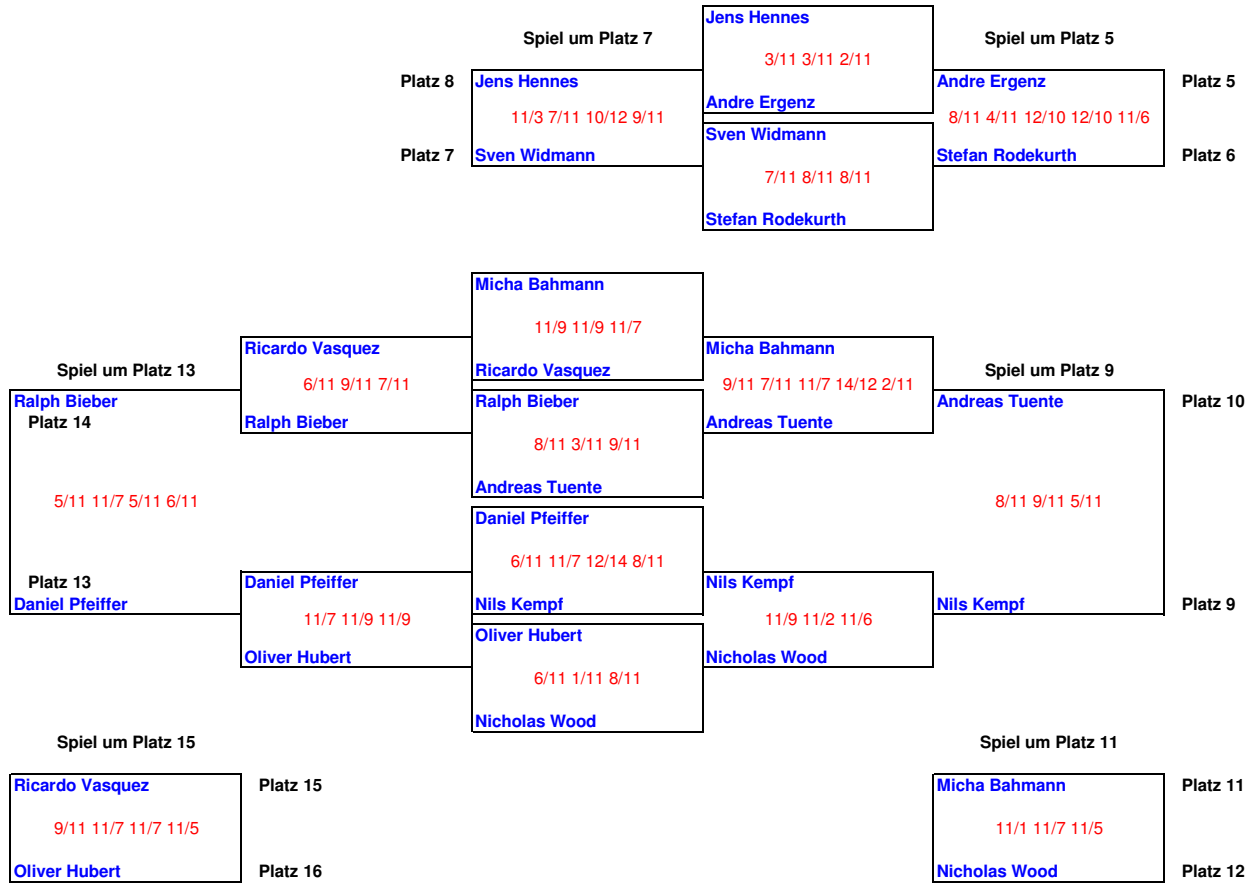 Jens Hennes
Spiel um Platz 7
Spiel um Platz 5
3/11 3/11 2/11
Platz 8 Jens Hennes
Andre Ergenz Platz 5
Andre Ergenz
11/3 7/11 10/12 9/11
8/11 4/11 12/10 12/10 11/6
Sven Widmann
Platz 7 Sven Widmann
Stefan Rodekurth Platz 6
7/11 8/11 8/11
Stefan Rodekurth
Micha Bahmann
11/9 11/9 11/7
Ricardo Vasquez
Micha Bahmann
Spiel um Platz 13
Ricardo Vasquez
Spiel um Platz 9
6/11 9/11 7/11
9/11 7/11 11/7 14/12 2/11
Ralph Bieber
Ralph Bieber
Andreas Tuente Platz 10
Platz 14
Ralph Bieber
Andreas Tuente
8/11 3/11 9/11
Andreas Tuente
5/11 11/7 5/11 6/11
8/11 9/11 5/11
Daniel Pfeiffer
6/11 11/7 12/14 8/11
Platz 13
Daniel Pfeiffer
Nils Kempf
Daniel Pfeiffer
Nils Kempf
Nils Kempf Platz 9
11/7 11/9 11/9
11/9 11/2 11/6
Oliver Hubert
Oliver Hubert
Nicholas Wood
6/11 1/11 8/11
Nicholas Wood
Spiel um Platz 15
Spiel um Platz 11
Ricardo Vasquez Platz 15
Micha Bahmann Platz 11
9/11 11/7 11/7 11/5
11/1 11/7 11/5
Oliver Hubert Platz 16
Nicholas Wood Platz 12